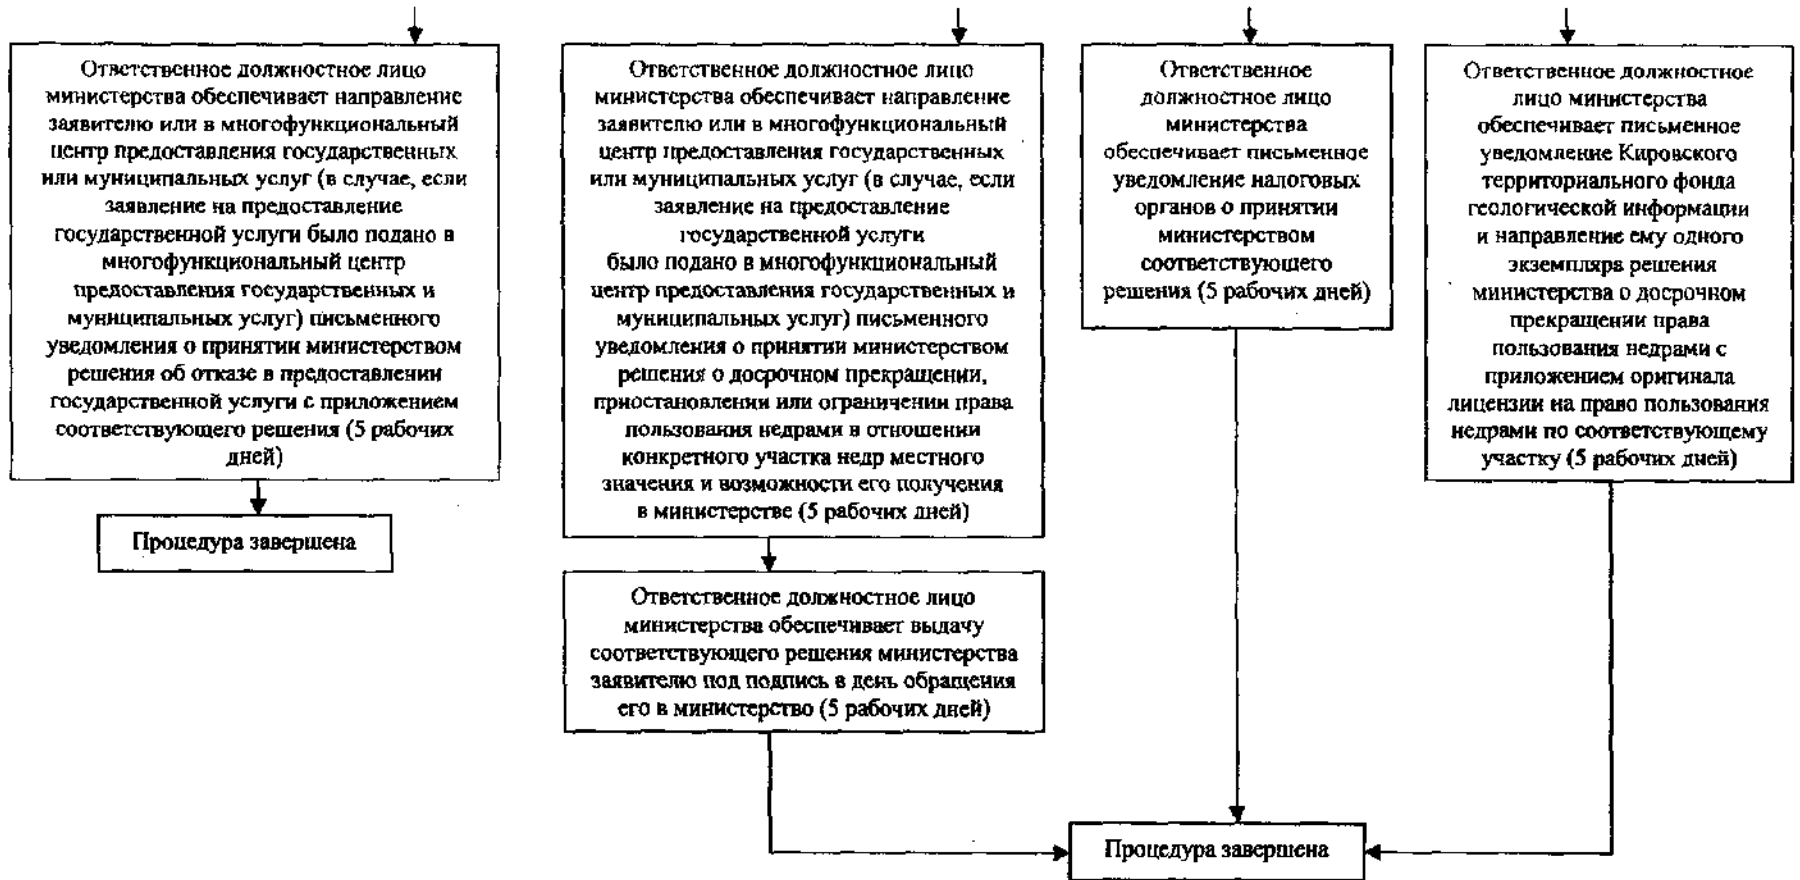 Ответственное должностное лицо
министерства обеспечивает направление
заявителю или в многофункциональный
центр предоставления государственных
или муниципальных услуг (в случае, если
заявление на предоставление
государственной услуги было подано в
многофункциональный центр
предоставления государственных и
муниципальных услуг) письменного
уведомления о принятии министерством
решения об отказе в предоставлении
государственной услуги с приложением
соответствующего решения (5 рабочих
дней)
Процедура завершена
Ответственное должностное лицо
министерства обеспечивает направление
заявителю или в многофункциональный
центр предоставления государственных
или муниципальных услуг (в случае, если
заявление на предоставление
государственной услуги
было подано в многофункциональный
центр предоставления государственных и
муниципальных услуг) письменного
уведомления о принятии министерством
решения о досрочном прекращении,
приостановлении или ограничении права
пользования недрами в отношении
конкретного участка недр местного
значения и возможности его получения
в министерстве (5 рабочих дней)
Ответственное должностное лицо
министерства обеспечивает выдачу
соответствующего решения министерства
заявителю под подпись в день обращения
его в министерство (5 рабочих дней)
Ответственное
должностное лицо
министерства
обеспечивает письменное
уведомление налоговых
органов о принятии
министерством
соответствующего
решения (5 рабочих дней)
Ответственное должностное
лицо министерства
обеспечивает письменное
уведомление Кировского
территориального фонда
геологической информации
и направление ему одного
экземпляра решения
министерства о досрочном
прекращении права
пользования недрами с
приложением оригинала
лицензии на право пользования
недрами по соответствующему
участку (5 рабочих дней)
Процедура завершена